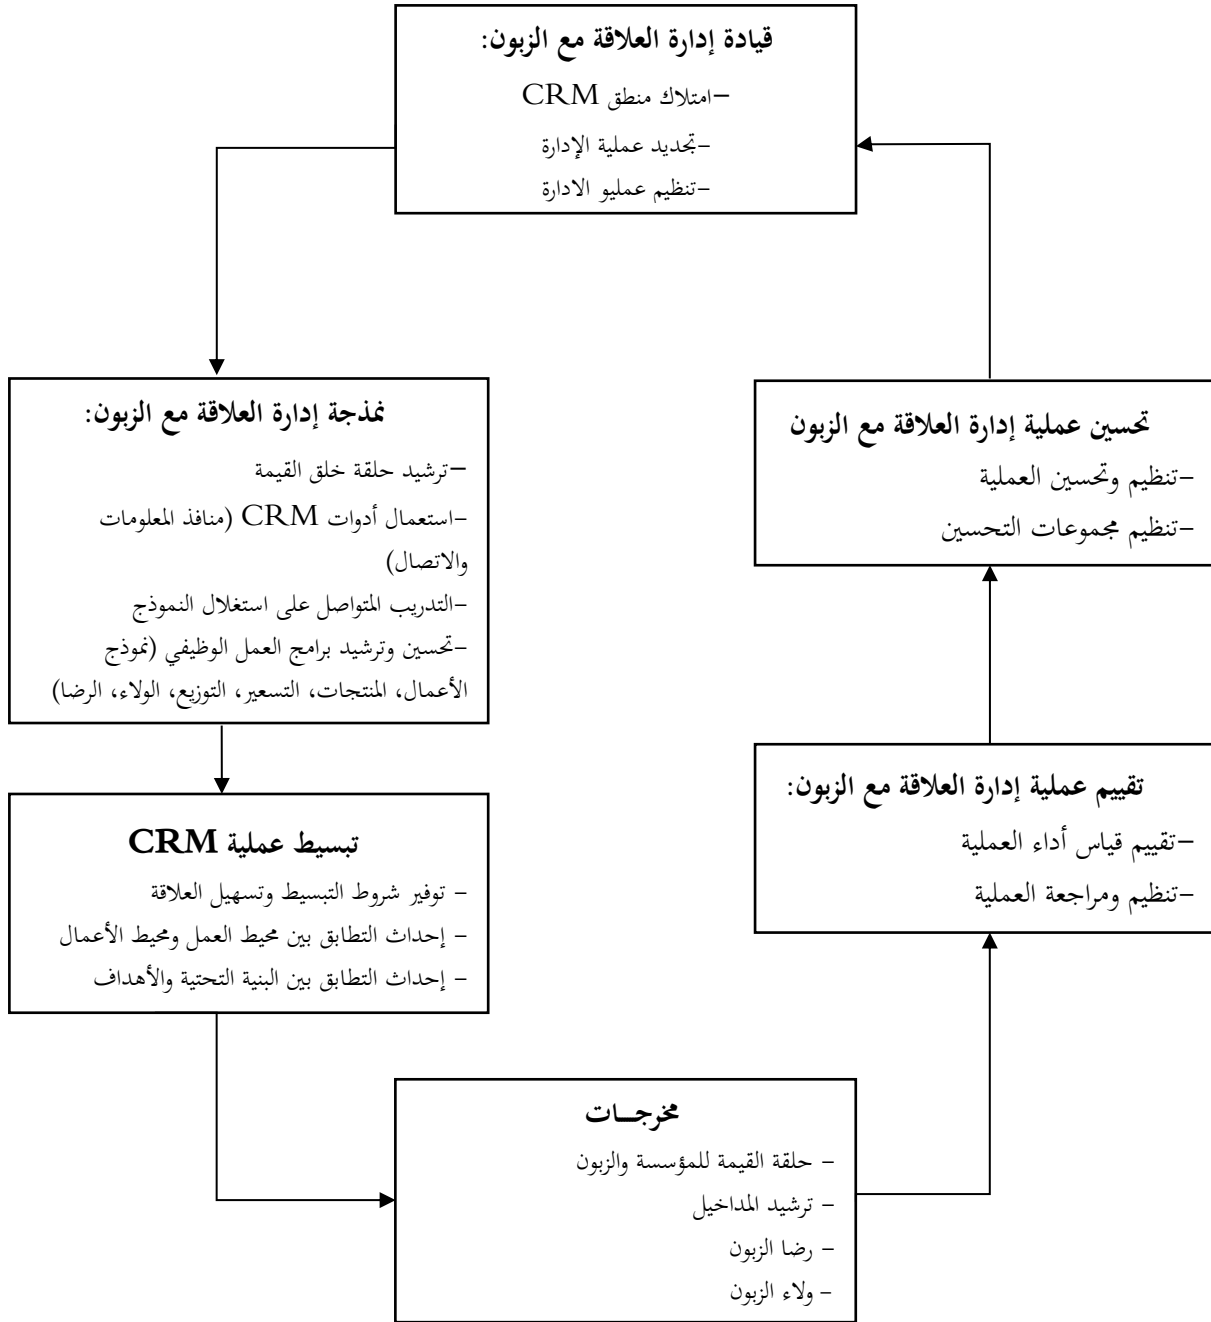 قيادة إدارة العلاقة مع الزبون:
-امتلاك منطق CRM
-تجديد عملية الإدارة
-تنظيم عمليو الادارة
نمذجة إدارة العلاقة مع الزبون:
-ترشيد حلقة خلق القيمة
-استعمال أدوات CRM (منافذ المعلومات
والاتصال)
-التدريب المتواصل على استغلال النموذج
-تحسين وترشيد برامج العمل الوظيفي (نموذج
الأعمال، المنتجات، التسعير، التوزيع، الولاء، الرضا)
تبسيط عملية CRM
- توفير شروط التبسيط وتسهيل العلاقة
- إحداث التطابق بين محيط العمل ومحيط الأعمال
- إحداث التطابق بين البنية التحتية والأهداف
مخرجــات
- حلقة القيمة للمؤسسة والزبون
- ترشيد المداخيل
- رضا الزبون
- ولاء الزبون
تقييم عملية إدارة العلاقة مع الزبون:
-تقييم قياس أداء العملية
-تنظيم ومراجعة العملية
تحسين عملية إدارة العلاقة مع الزبون
-تنظيم وتحسين العملية
-تنظيم مجموعات التحسين